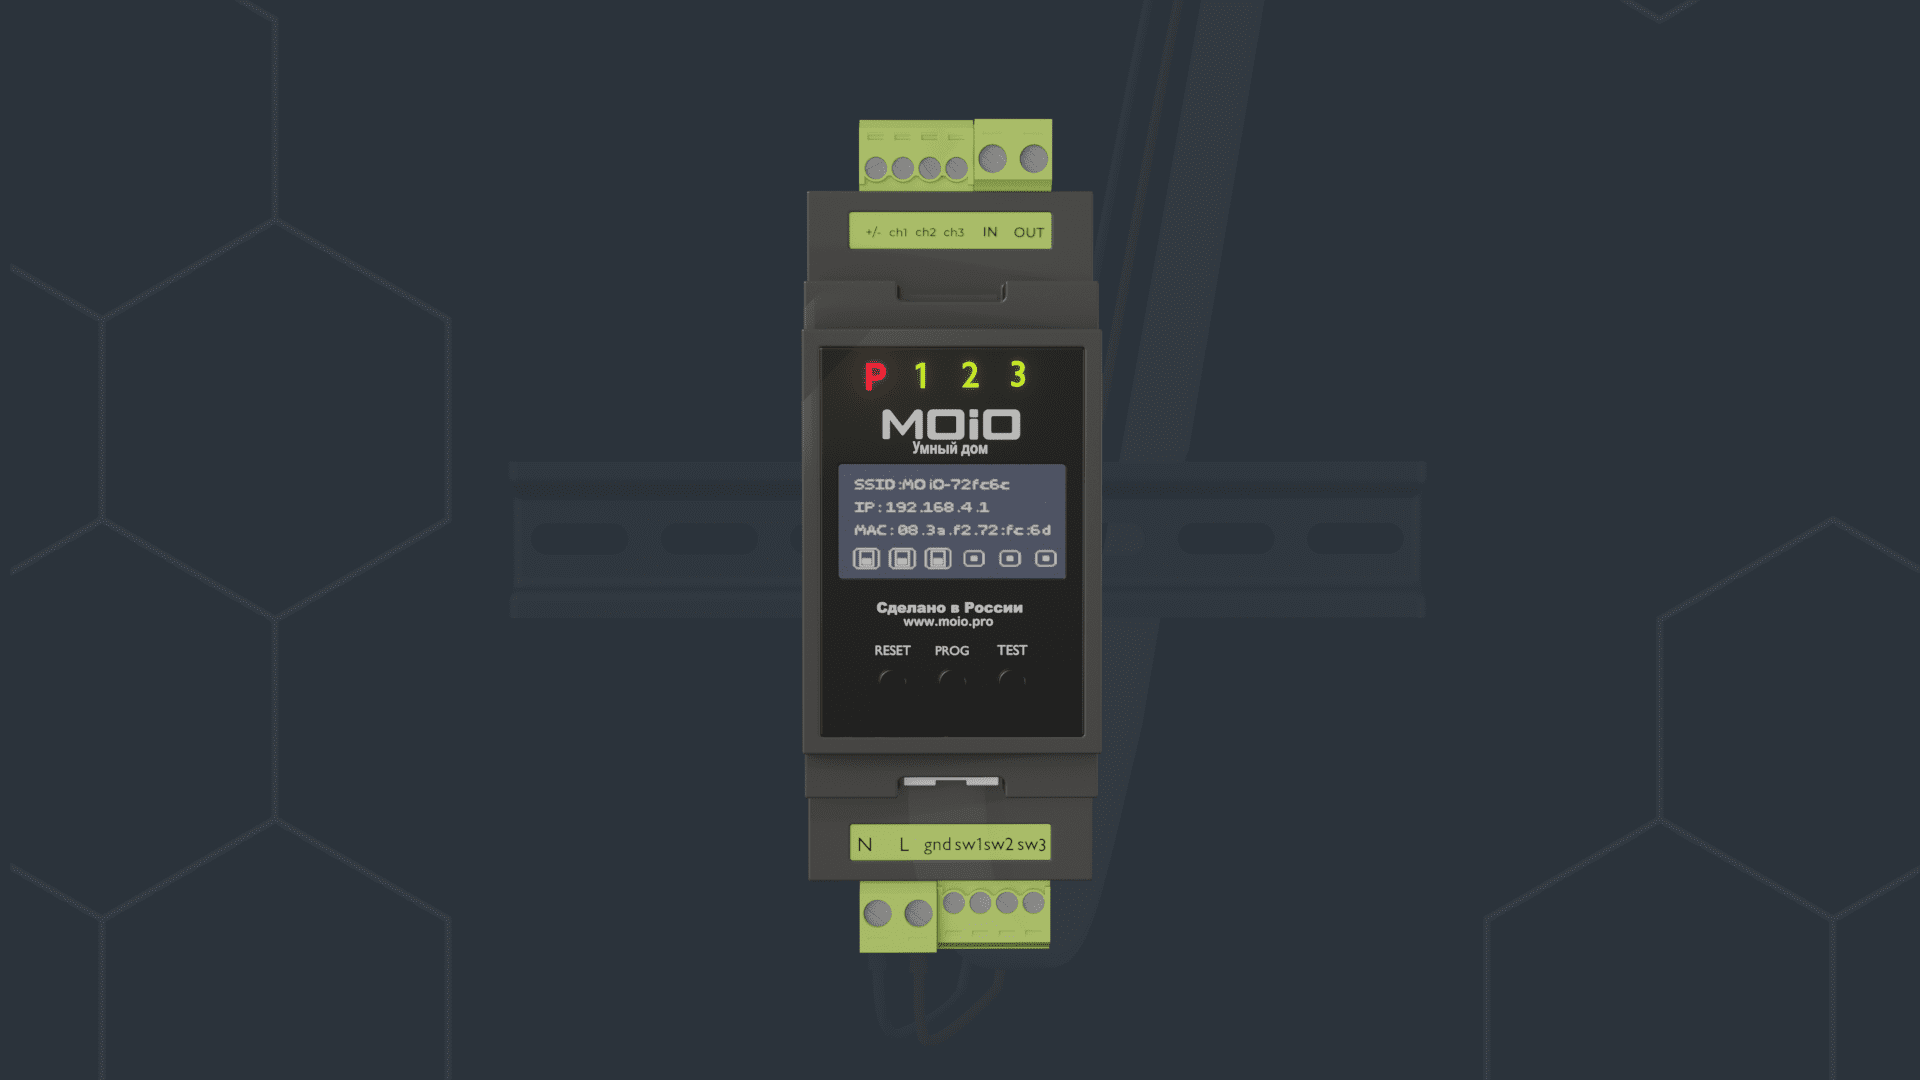 +/- ch1 ch2 ch3 IN OUT
P 1 2 3
MOiO
Умный дом
SSID:MOiO-72fc6c
IP:192.168.4.1
MAC:08.3a.f2.72:fc:6d
Сделано в России
www.moio.pro
RESET PROG TEST
N L gnd sw1 sw2 sw3